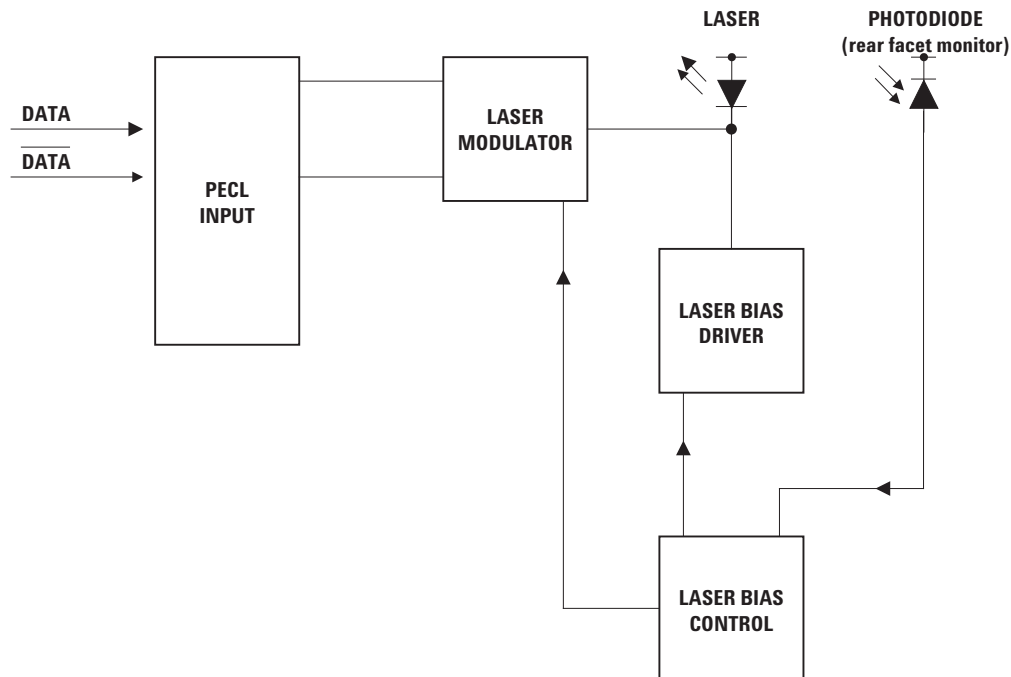 LASER
PHOTODIODE
(rear facet monitor)
DATA
DATA
PECL
INPUT
LASER
MODULATOR
LASER BIAS
DRIVER
LASER BIAS
CONTROL